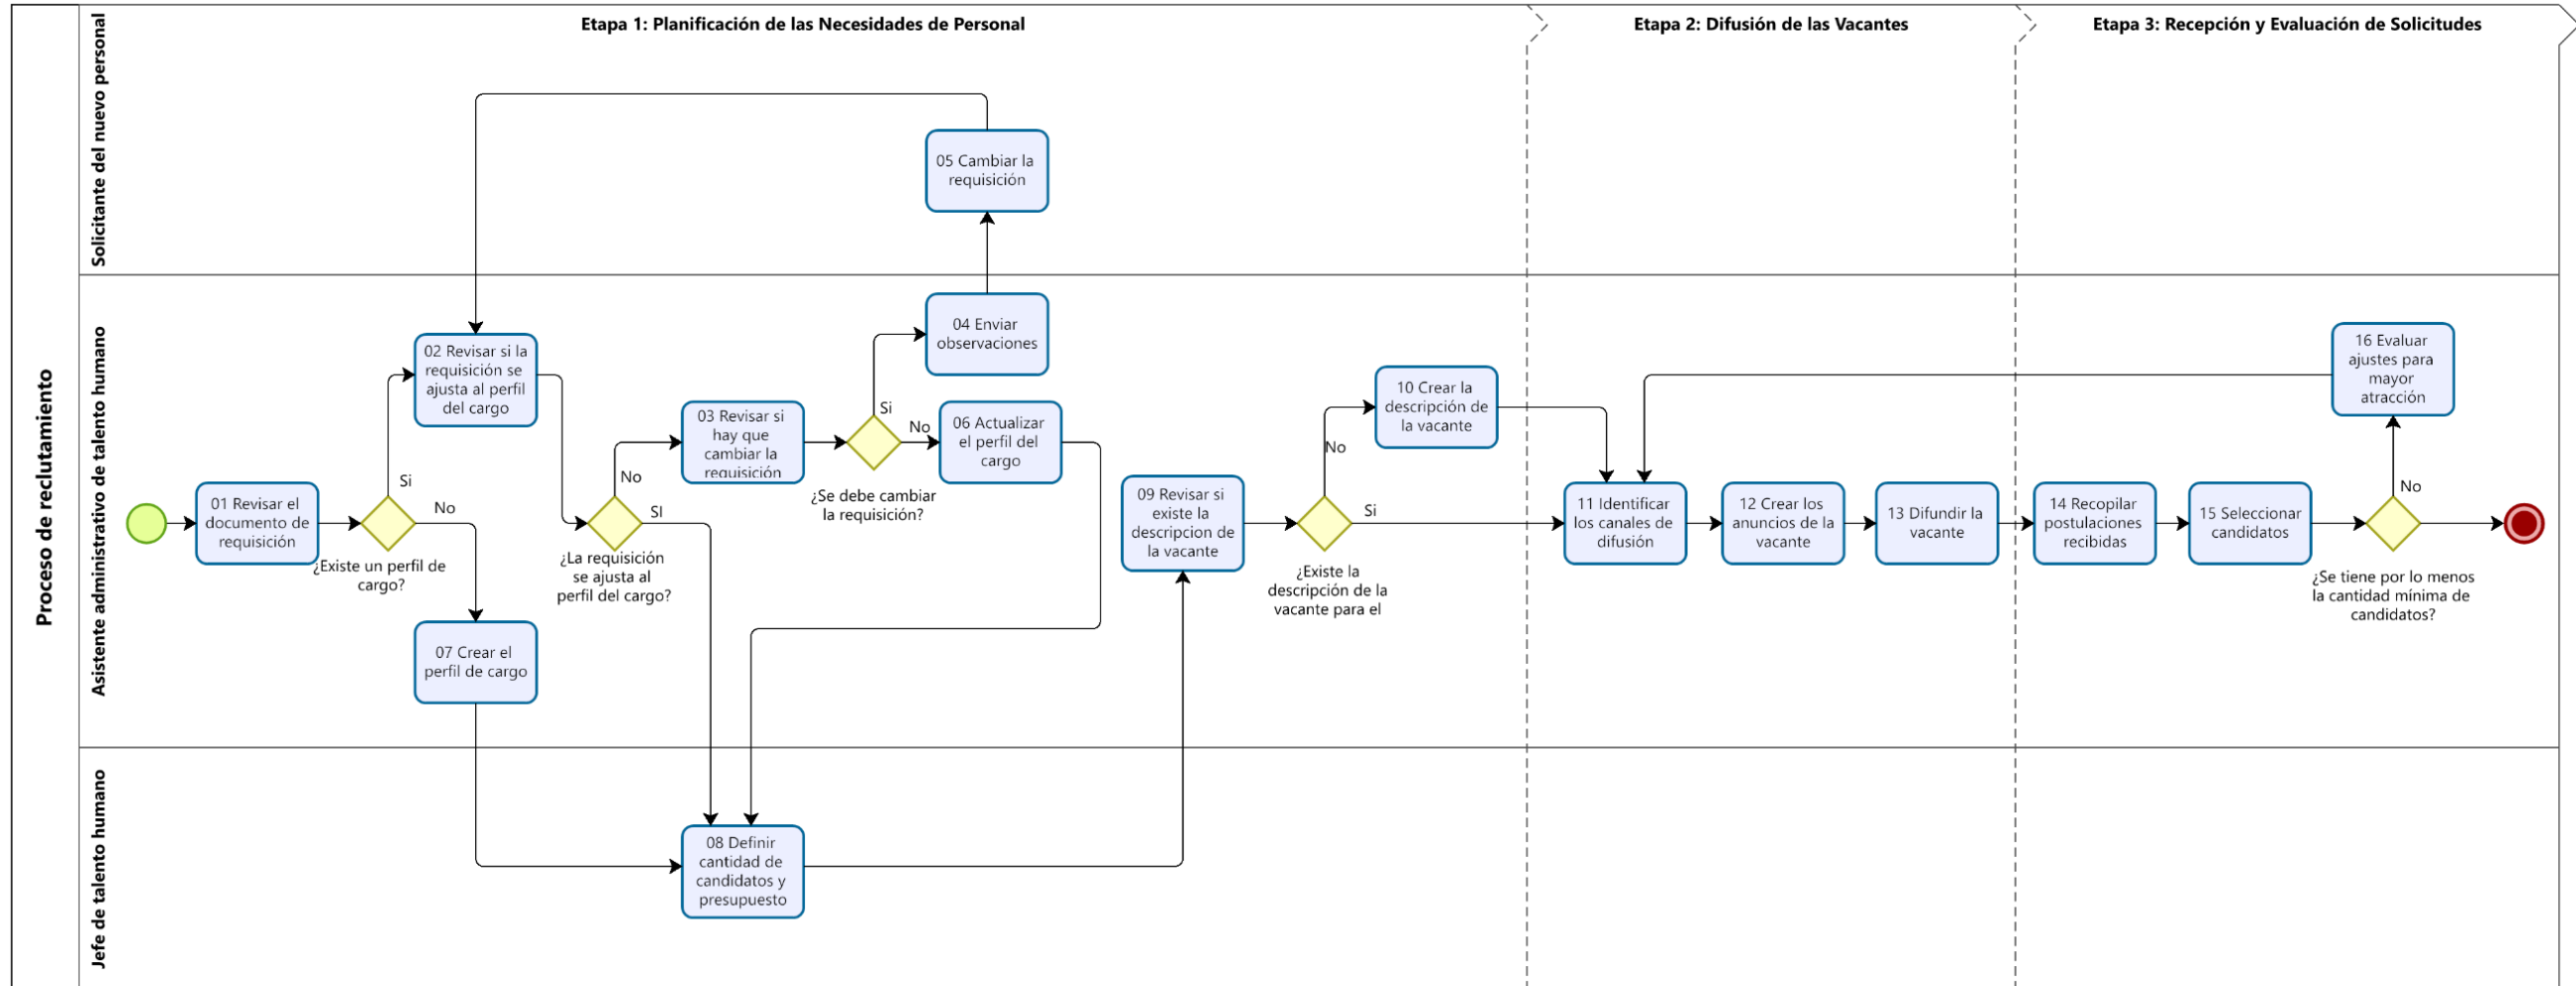 Proceso de reclutamiento
Etapa 1: Planificación de las Necesidades de Personal
Etapa 2: Difusión de las Vacantes
Etapa 3: Recepción y Evaluación de Solicitudes
Solicitante del nuevo personal
05 Cambiar la
requisición
Asistente administrativo de talento humano
01 Revisar el
documento de
requisición
¿Existe un perfil de
cargo?
Si
No
02 Revisar si la
requisición se
ajusta al perfil
del cargo
07 Crear el
perfil de cargo
¿La requisición
se ajusta al
perfil del cargo?
No
SI
03 Revisar si
hay que
cambiar la
requisición
¿Se debe cambiar
la requisición?
Si
No
04 Enviar
observaciones
06 Actualizar
el perfil del
cargo
09 Revisar si
existe la
descripcion de
la vacante
¿Existe la
descripción de la
vacante para el
No
Si
10 Crear la
descripción de
la vacante
11 Identificar
los canales de
difusión
12 Crear los
anuncios de la
vacante
13 Difundir la
vacante
14 Recopilar
postulaciones
recibidas
15 Seleccionar
candidatos
¿Se tiene por lo menos
la cantidad mínima de
candidatos?
No
16 Evaluar
ajustes para
mayor
atracción
Jefe de talento humano
08 Definir
cantidad de
candidatos y
presupuesto